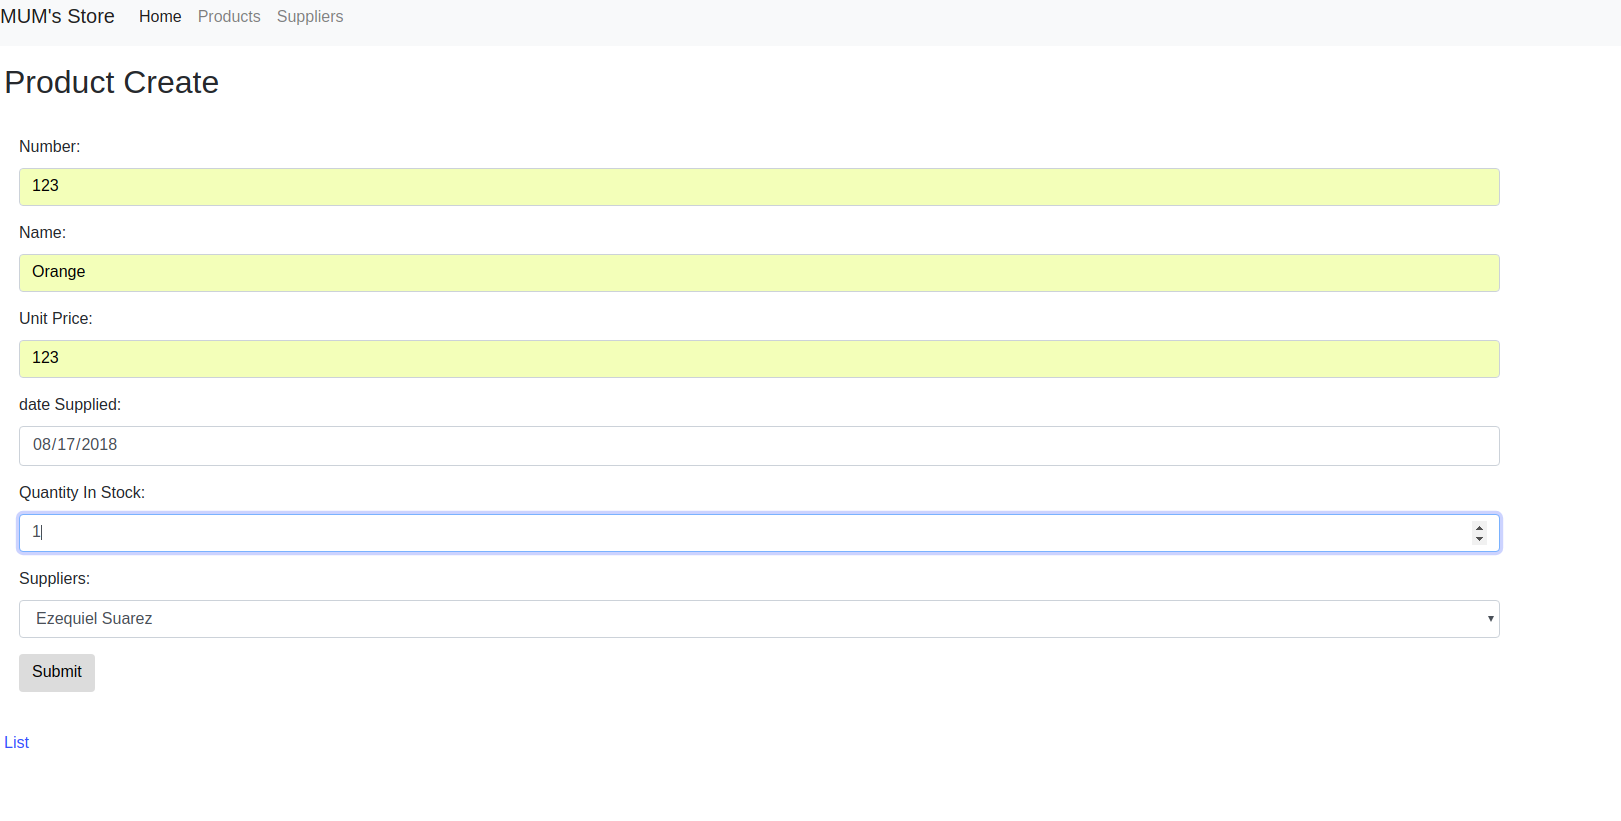 MUM's Store Home Products Suppliers
Product Create
Number:
123
Name:
Orange
Unit Price:
123
date Supplied:
08/17/2018
Quantity In Stock:
1
Suppliers:
Ezequiel Suarez
Submit
List